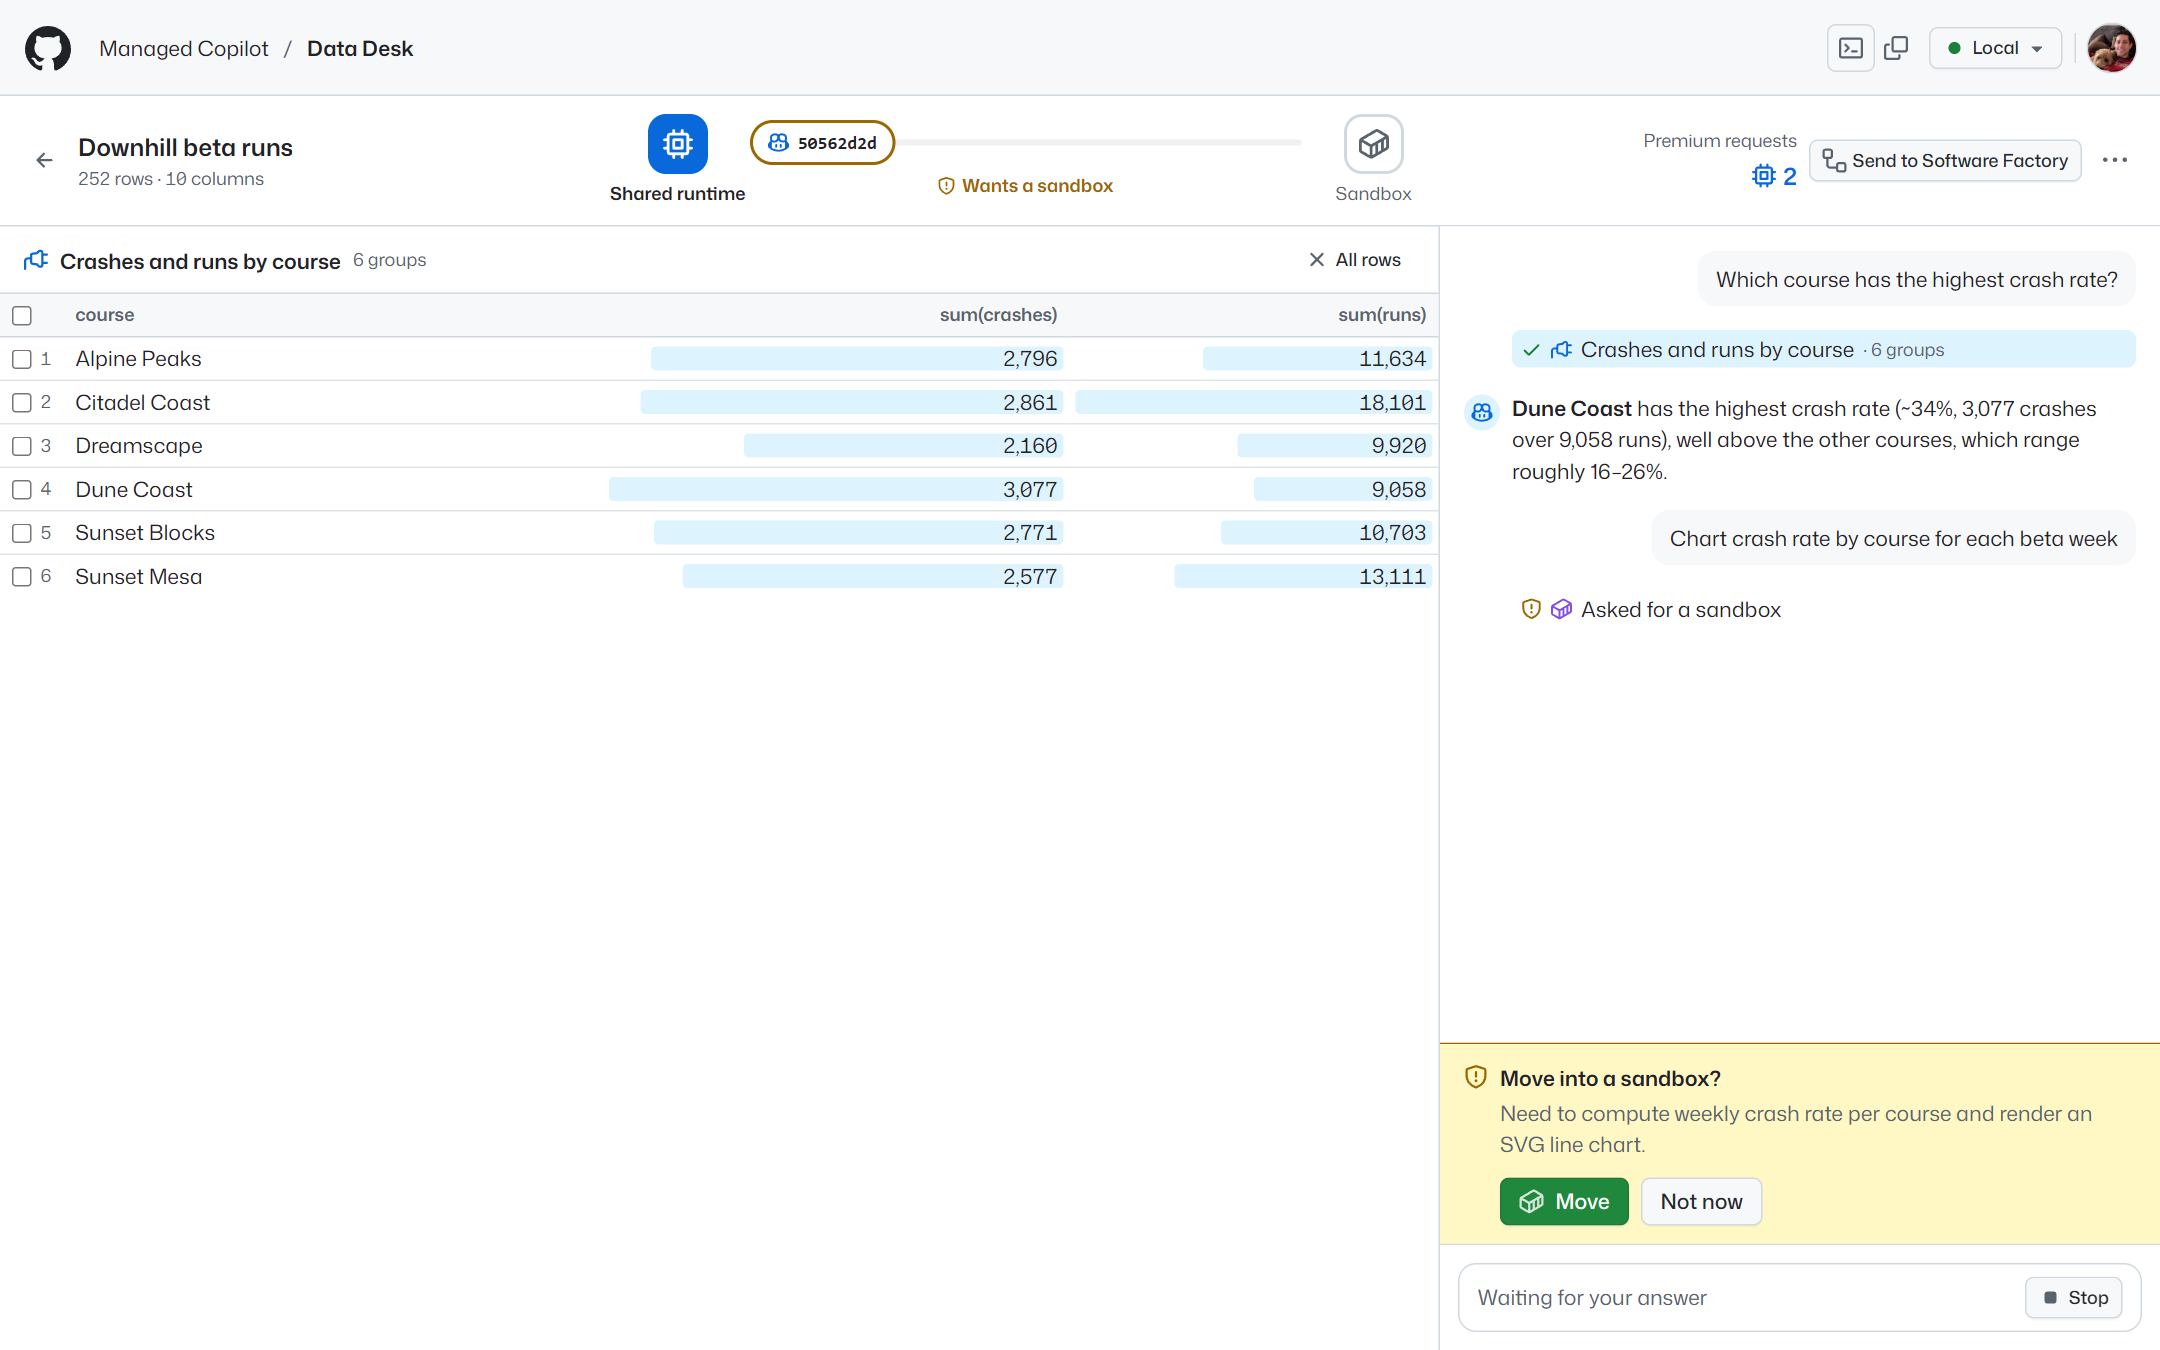 Managed Copilot / Data Desk
Local
Downhill beta runs
252 rows · 10 columns
Shared runtime
50562d2d
Wants a sandbox
Sandbox
Premium requests
2
Send to Software Factory
Crashes and runs by course 6 groups
All rows
course sum(crashes) sum(runs)
1 Alpine Peaks 2,796 11,634
2 Citadel Coast 2,861 18,101
3 Dreamscape 2,160 9,920
4 Dune Coast 3,077 9,058
5 Sunset Blocks 2,771 10,703
6 Sunset Mesa 2,577 13,111
Which course has the highest crash rate?
Crashes and runs by course · 6 groups
Dune Coast has the highest crash rate (~34%, 3,077 crashes
over 9,058 runs), well above the other courses, which range
roughly 16–26%.
Chart crash rate by course for each beta week
Asked for a sandbox
Move into a sandbox?
Need to compute weekly crash rate per course and render an
SVG line chart.
Move
Not now
Waiting for your answer
Stop